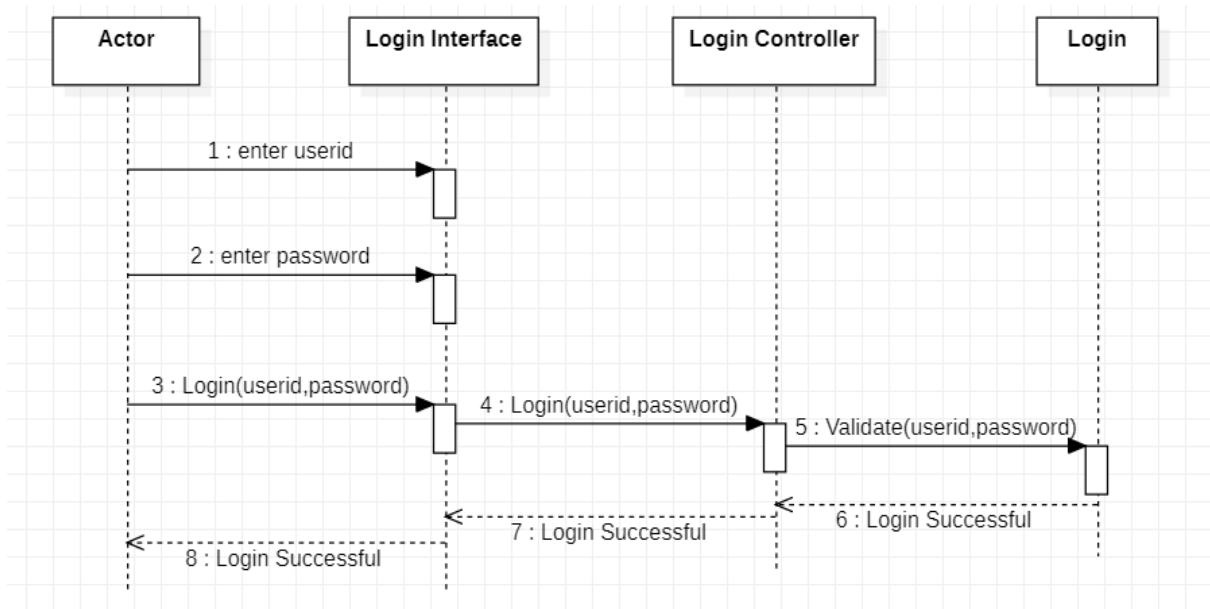 Actor
Login Interface
Login Controller
Login
1 : enter userid
2 : enter password
3 : Login(userid,password)
4 : Login(userid,password)
5 : Validate(userid,password)
6 : Login Successful
7 : Login Successful
8 : Login Successful